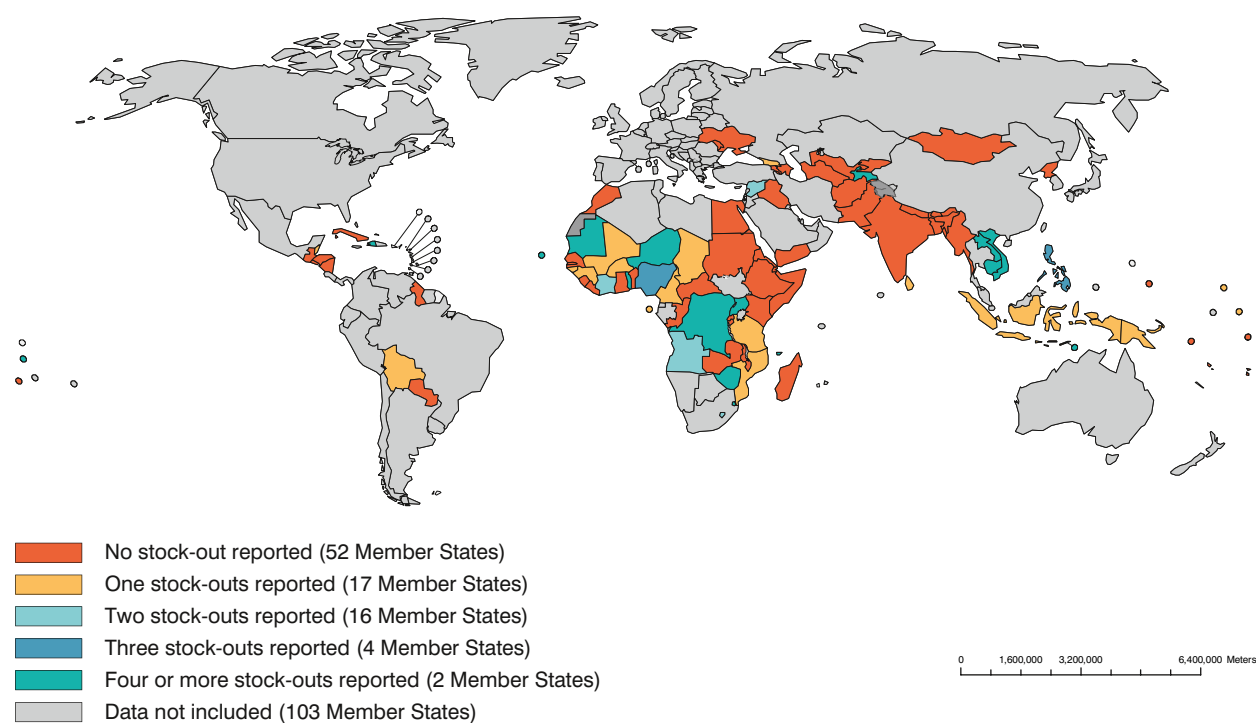 No stock-out reported (52 Member States)
One stock-outs reported (17 Member States)
Two stock-outs reported (16 Member States)
Three stock-outs reported (4 Member States)
Four or more stock-outs reported (2 Member States)
Data not included (103 Member States)
0 1,600,000 3,200,000 6,400,000 Meters